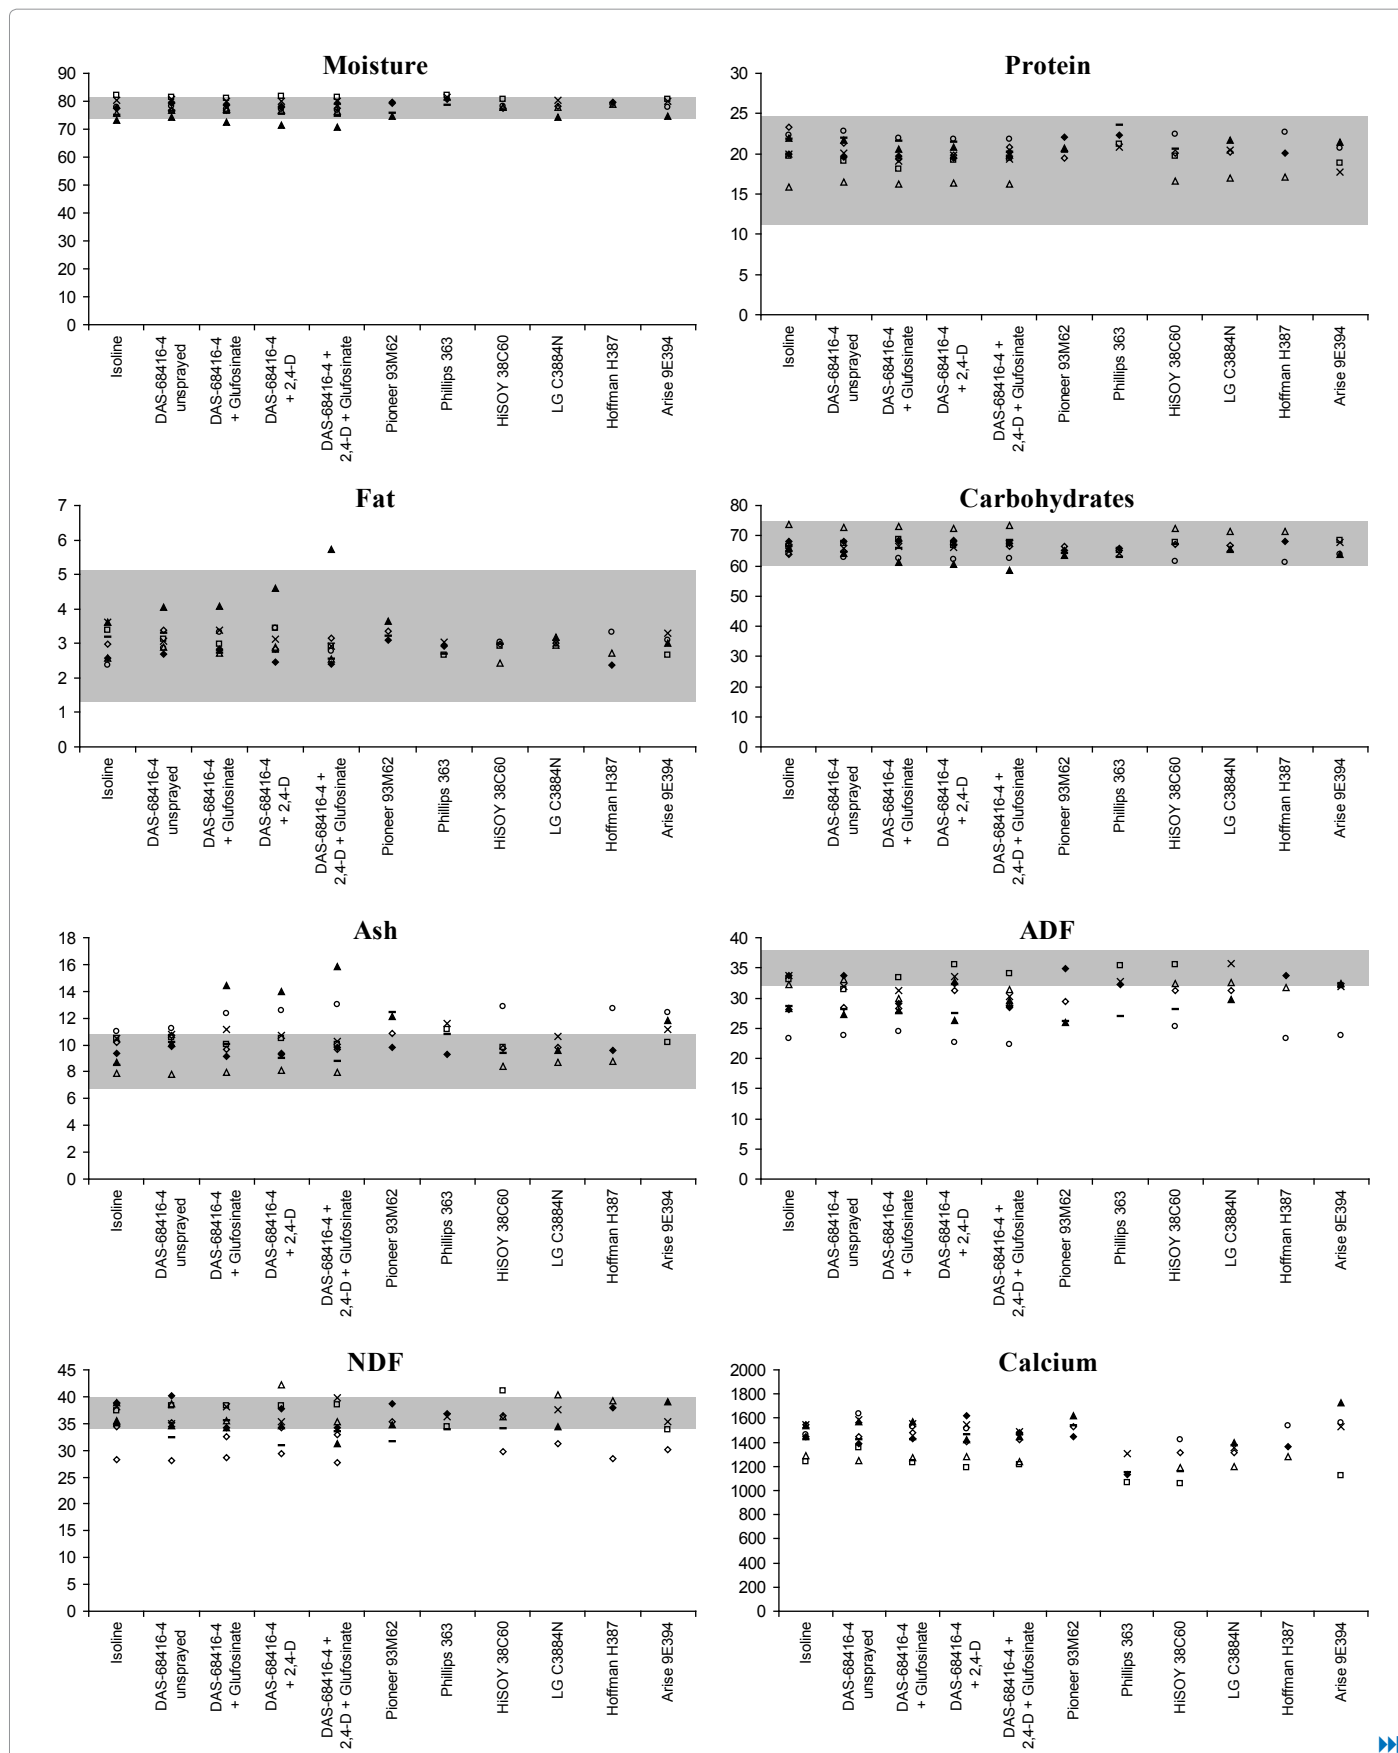 Moisture
90
80
70
60
50
40
30
20
10
0
Isoline
DAS-68416-4
unsprayed
DAS-68416-4
+ Glufosinate
DAS-68416-4
+ 2,4-D
DAS-68416-4 +
2,4-D + Glufosinate
Pioneer 93M62
Phillips 363
HiSOY 38C60
LG C3884N
Hoffman H387
Arise 9E394
Protein
30
25
20
15
10
5
0
Isoline
DAS-68416-4
unsprayed
DAS-68416-4
+ Glufosinate
DAS-68416-4
+ 2,4-D
DAS-68416-4 +
2,4-D + Glufosinate
Pioneer 93M62
Phillips 363
HiSOY 38C60
LG C3884N
Hoffman H387
Arise 9E394
Fat
7
6
5
4
3
2
1
0
Isoline
DAS-68416-4
unsprayed
DAS-68416-4
+ Glufosinate
DAS-68416-4
+ 2,4-D
DAS-68416-4 +
2,4-D + Glufosinate
Pioneer 93M62
Phillips 363
HiSOY 38C60
LG C3884N
Hoffman H387
Arise 9E394
Carbohydrates
80
70
60
50
40
30
20
10
0
Isoline
DAS-68416-4
unsprayed
DAS-68416-4
+ Glufosinate
DAS-68416-4
+ 2,4-D
DAS-68416-4 +
2,4-D + Glufosinate
Pioneer 93M62
Phillips 363
HiSOY 38C60
LG C3884N
Hoffman H387
Arise 9E394
Ash
18
16
14
12
10
8
6
4
2
0
Isoline
DAS-68416-4
unsprayed
DAS-68416-4
+ Glufosinate
DAS-68416-4
+ 2,4-D
DAS-68416-4 +
2,4-D + Glufosinate
Pioneer 93M62
Phillips 363
HiSOY 38C60
LG C3884N
Hoffman H387
Arise 9E394
ADF
40
35
30
25
20
15
10
5
0
Isoline
DAS-68416-4
unsprayed
DAS-68416-4
+ Glufosinate
DAS-68416-4
+ 2,4-D
DAS-68416-4 +
2,4-D + Glufosinate
Pioneer 93M62
Phillips 363
HiSOY 38C60
LG C3884N
Hoffman H387
Arise 9E394
NDF
45
40
35
30
25
20
15
10
5
0
Isoline
DAS-68416-4
unsprayed
DAS-68416-4
+ Glufosinate
DAS-68416-4
+ 2,4-D
DAS-68416-4 +
2,4-D + Glufosinate
Pioneer 93M62
Phillips 363
HiSOY 38C60
LG C3884N
Hoffman H387
Arise 9E394
Calcium
2000
1800
1600
1400
1200
1000
800
600
400
200
0
Isoline
DAS-68416-4
unsprayed
DAS-68416-4
+ Glufosinate
DAS-68416-4
+ 2,4-D
DAS-68416-4 +
2,4-D + Glufosinate
Pioneer 93M62
Phillips 363
HiSOY 38C60
LG C3884N
Hoffman H387
Arise 9E394